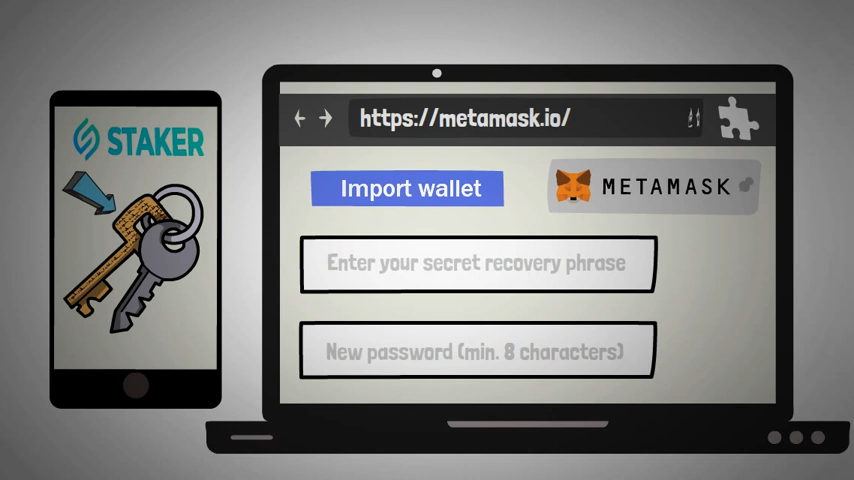 STAKER
https://metamask.io/
Import wallet
METAMASK
Enter your secret recovery phrase
New password (min. 8 characters)